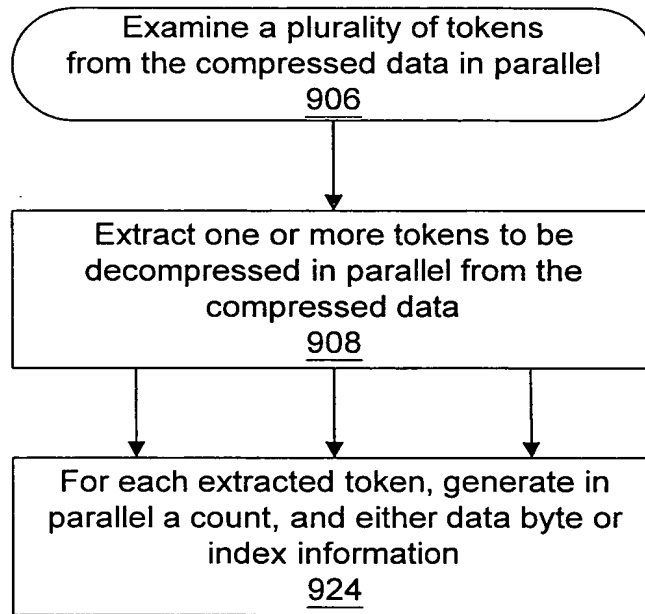 Examine a plurality of tokens
from the compressed data in parallel
906
Extract one or more tokens to be
decompressed in parallel from the
compressed data
908
For each extracted token, generate in
parallel a count, and either data byte or
index information
924